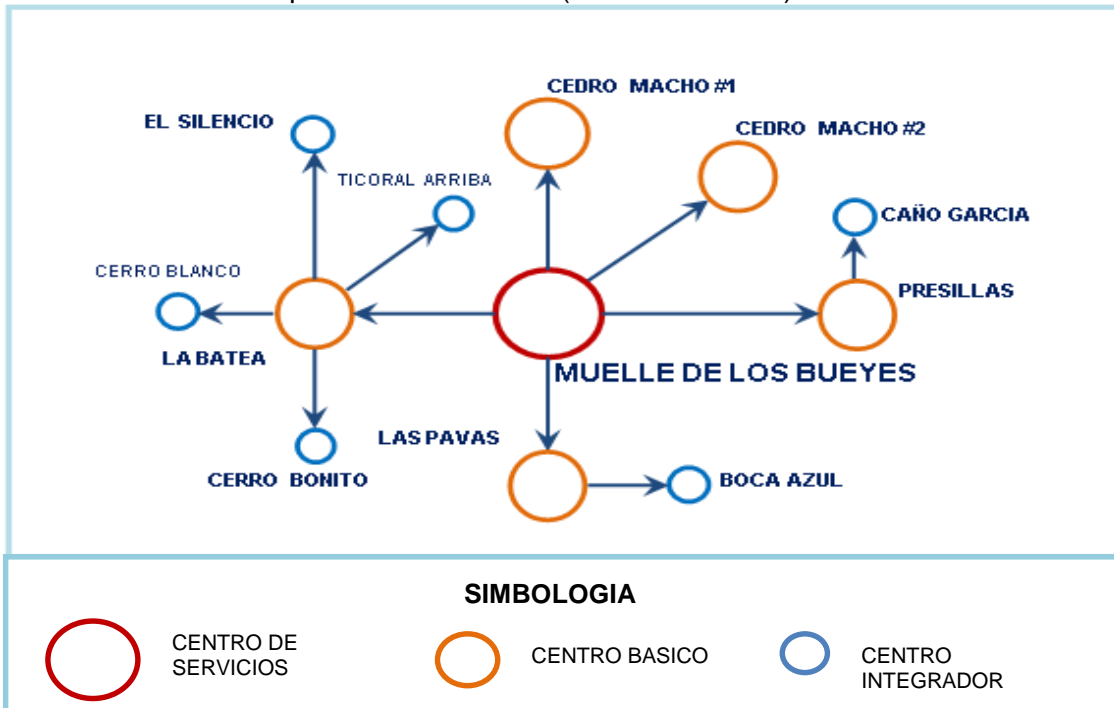 CEDRO MACHO #1
EL SILENCIO
CEDRO MACHO #2
TICORAL ARRIBA
CAÑO GARCIA
CERRO BLANCO
PRESILLAS
LA BATEA
MUELLE DE LOS BUEYES
LAS PAVAS
CERRO BONITO
BOCA AZUL
SIMBOLOGIA
CENTRO DE
SERVICIOS
CENTRO BASICO
CENTRO
INTEGRADOR